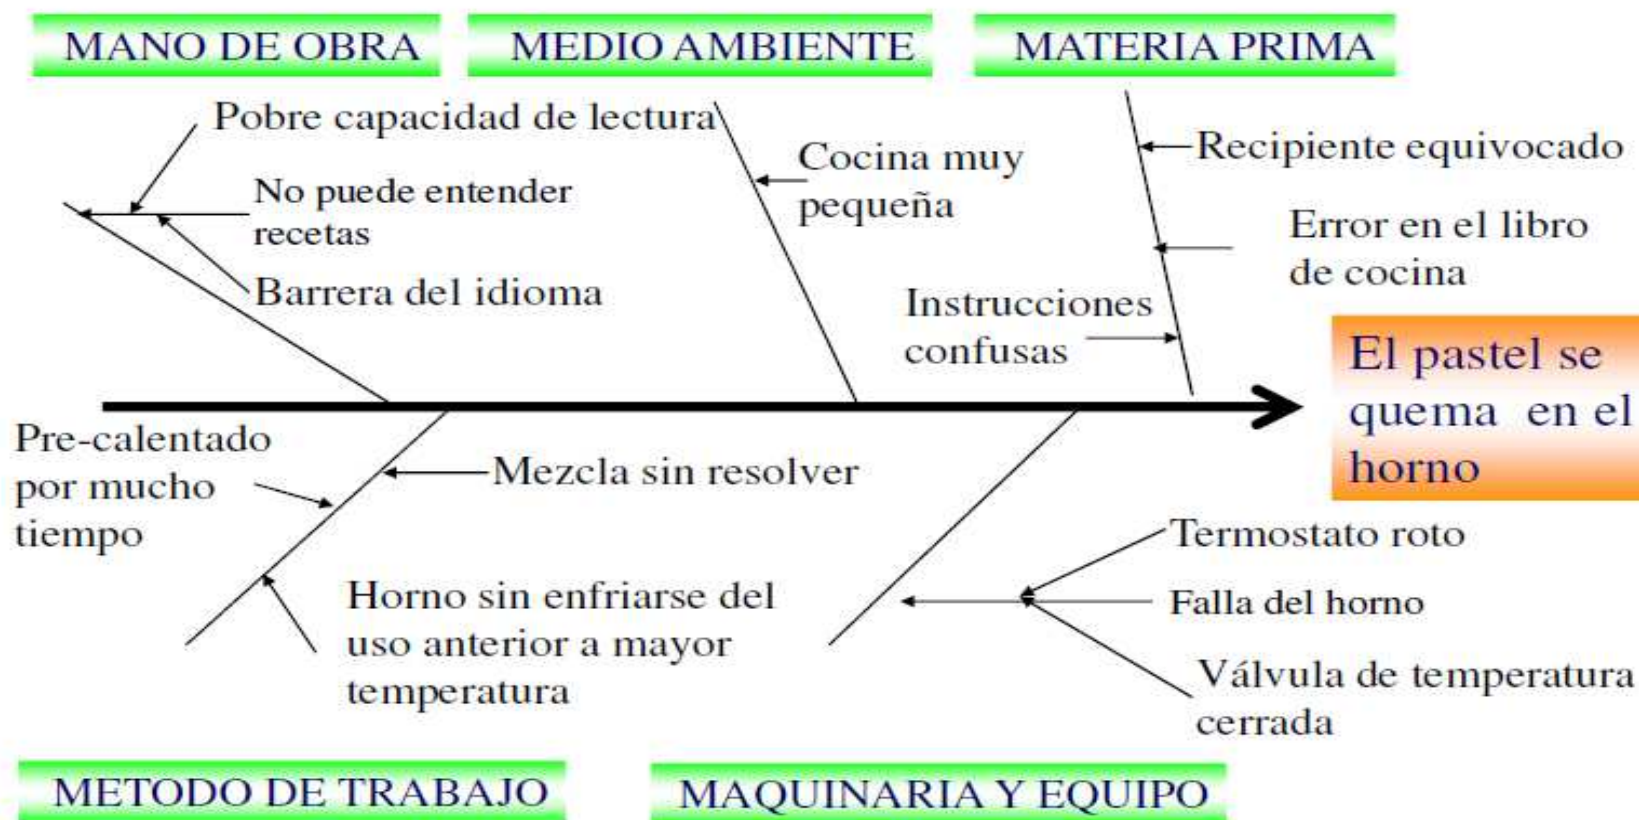 MANO DE OBRA
MEDIO AMBIENTE
MATERIA PRIMA
Pobre capacidad de lectura
No puede entender
recetas
Barrera del idioma
Cocina muy
pequeña
Recipiente equivocado
Error en el libro
de cocina
Instrucciones
confusas
El pastel se
quema en el
horno
Pre-calentado
por mucho
tiempo
Mezcla sin resolver
Horno sin enfriarse del
uso anterior a mayor
temperatura
Termostato roto
Falla del horno
Válvula de temperatura
cerrada
METODO DE TRABAJO
MAQUINARIA Y EQUIPO